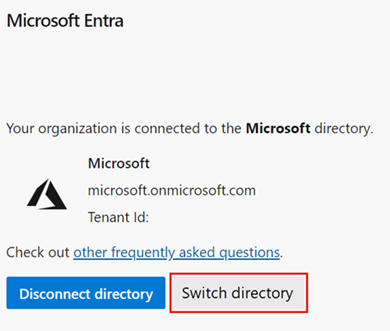 Microsoft Entra
Your organization is connected to the Microsoft directory.
Microsoft
microsoft.onmicrosoft.com
Tenant Id:
Check out other frequently asked questions.
Disconnect directory
Switch directory